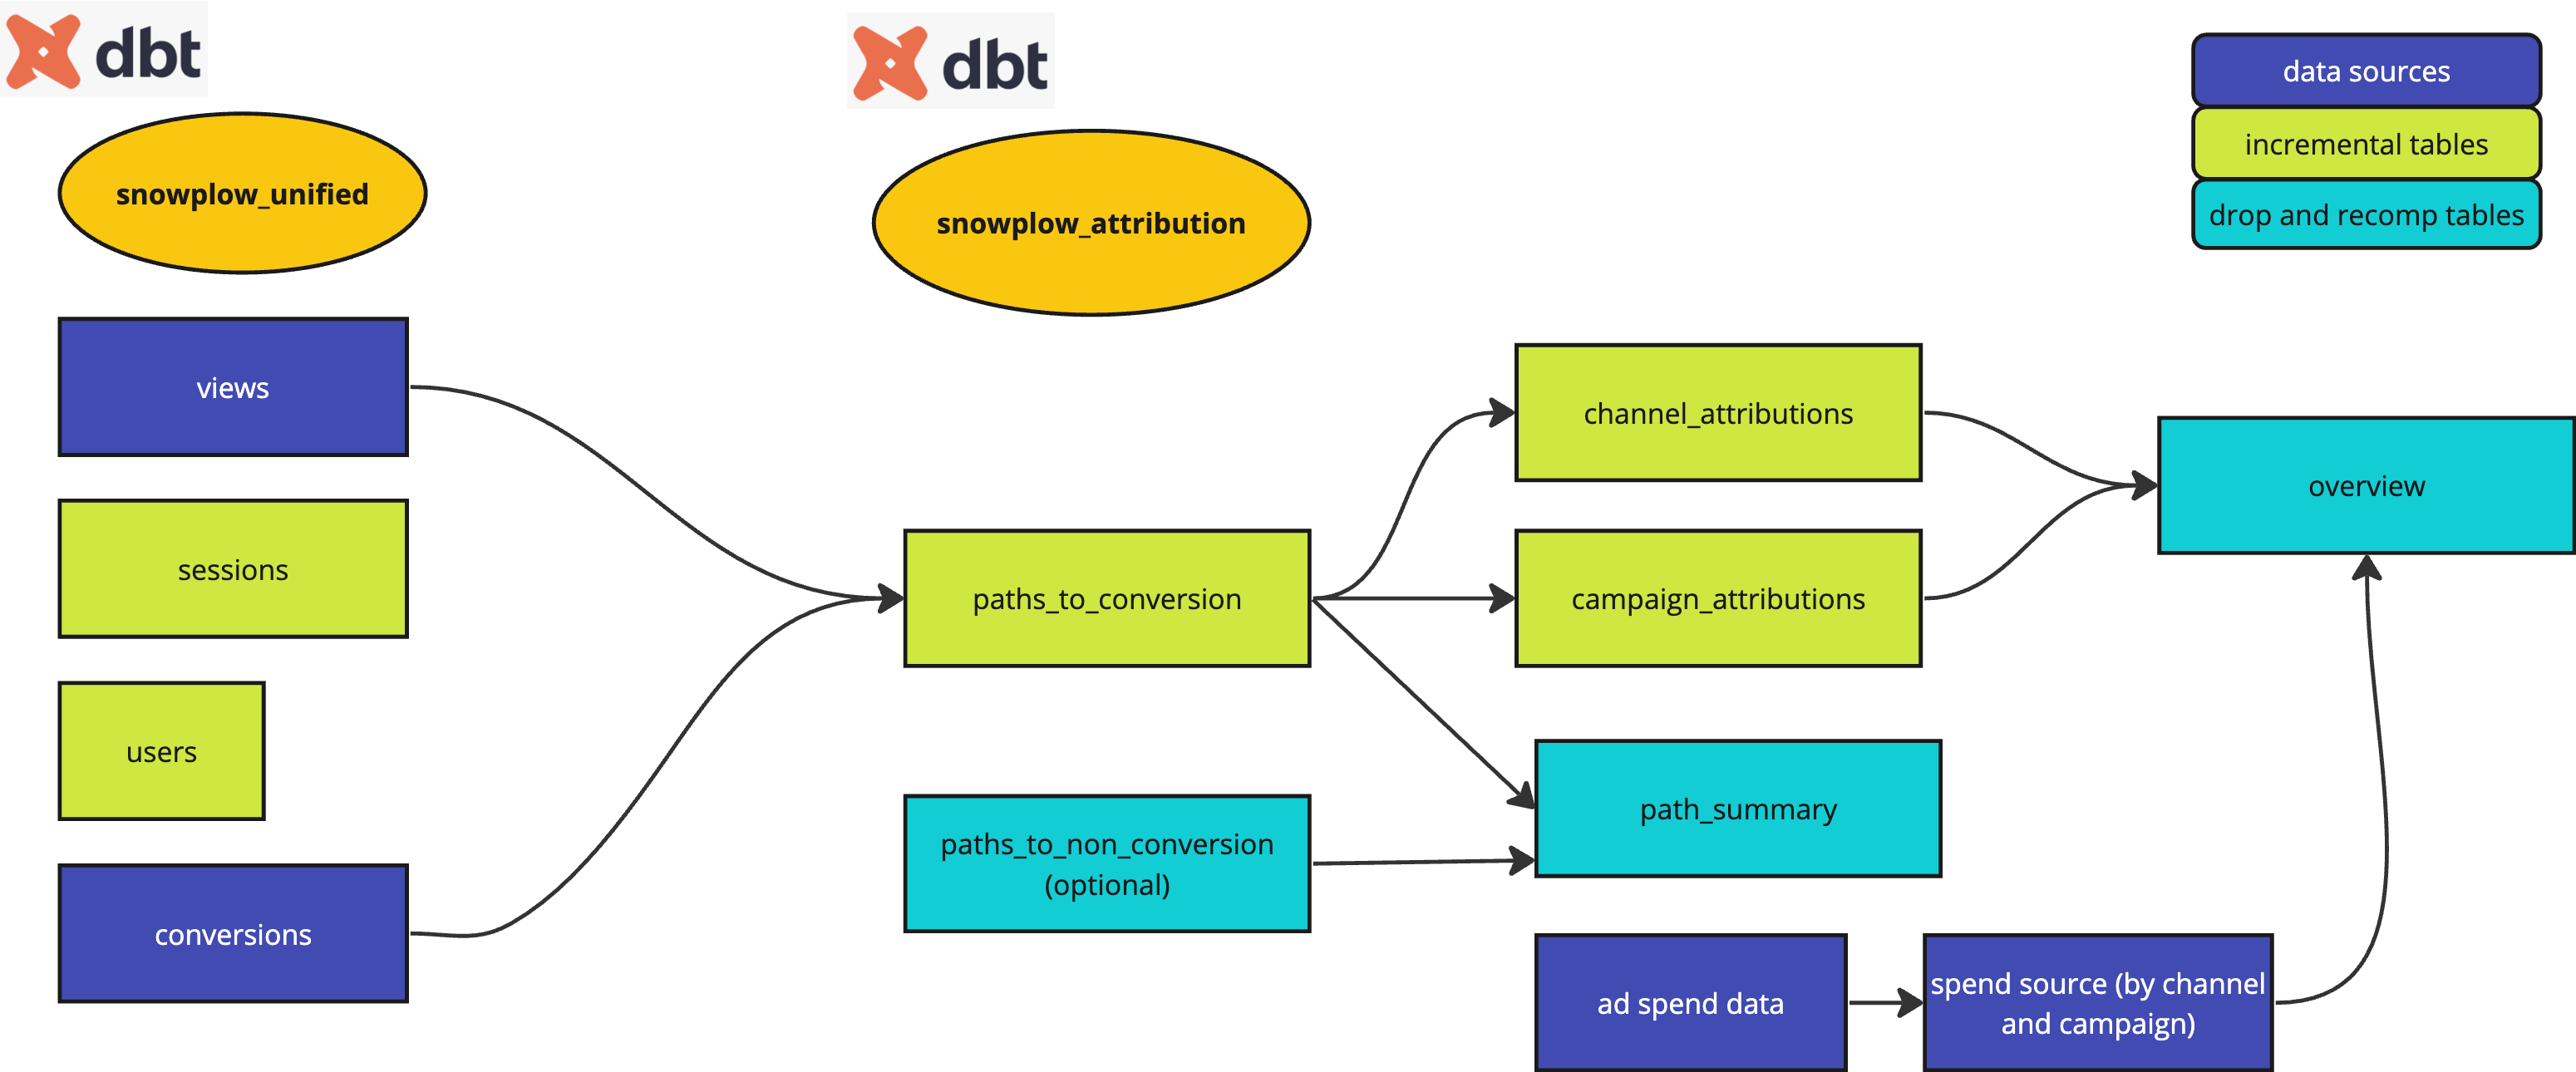 dbt
snowplow_unified
views
sessions
users
conversions
dbt
snowplow_attribution
paths_to_conversion
paths_to_non_conversion
(optional)
channel_attributions
campaign_attributions
path_summary
ad spend data
spend source (by channel
and campaign)
overview
data sources
incremental tables
drop and recomp tables